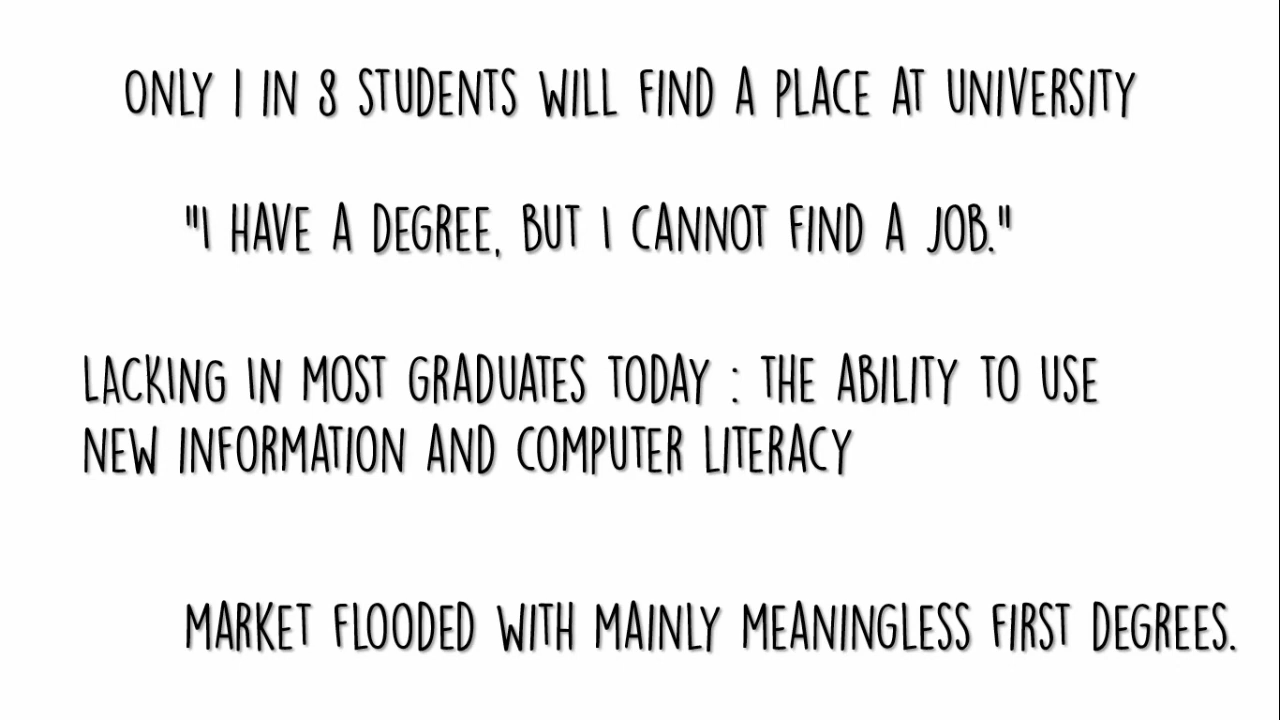 ONLY 1 IN 8 STUDENTS WILL FIND A PLACE AT UNIVERSITY
"I HAVE A DEGREE, BUT I CANNOT FIND A JOB."
LACKING IN MOST GRADUATES TODAY : THE ABILITY TO USE
NEW INFORMATION AND COMPUTER LITERACY
MARKET FLOODED WITH MAINLY MEANINGLESS FIRST DEGREES.